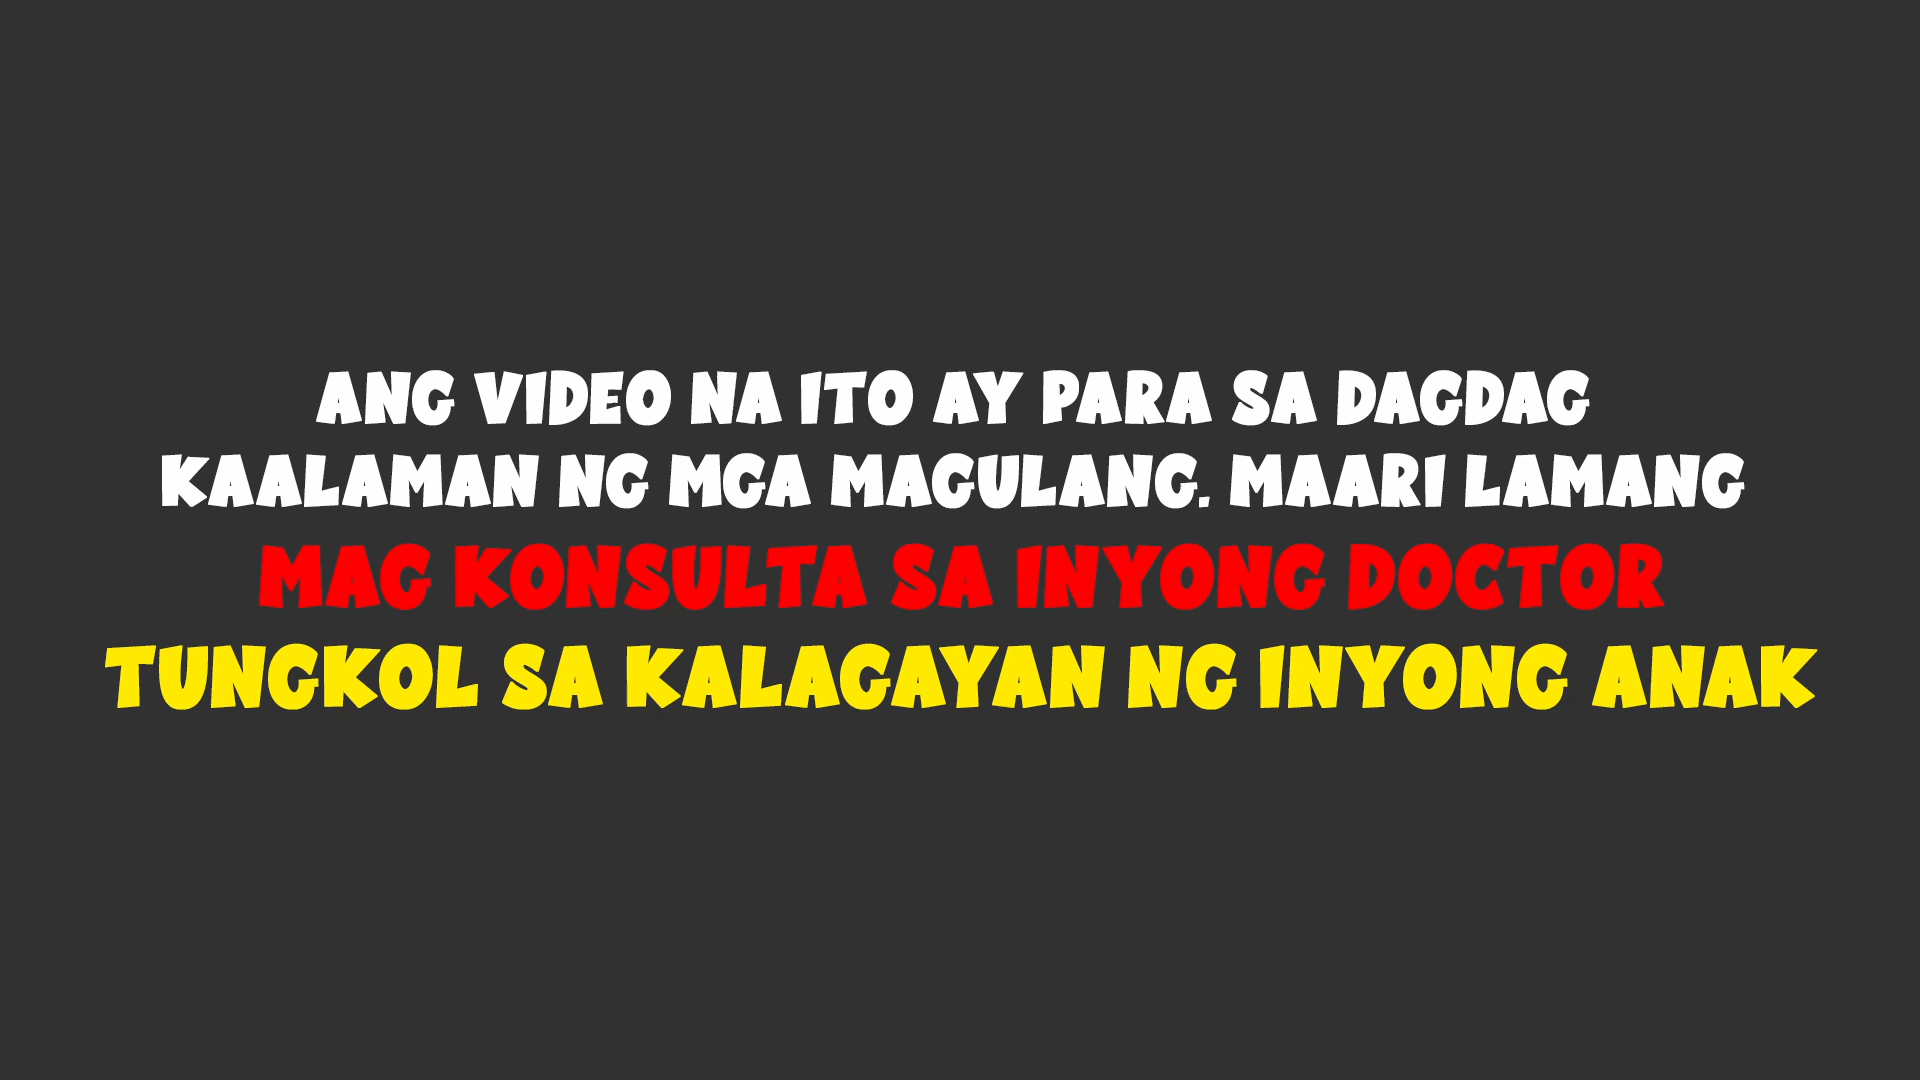 ANG VIDEO NA ITO AY PARA SA DAGDAG
KAALAMAN NG MGA MAGULANG. MAARI LAMANG
MAG KONSULTA SA INYONG DOCTOR
TUNGKOL SA KALAGAYAN NG INYONG ANAK